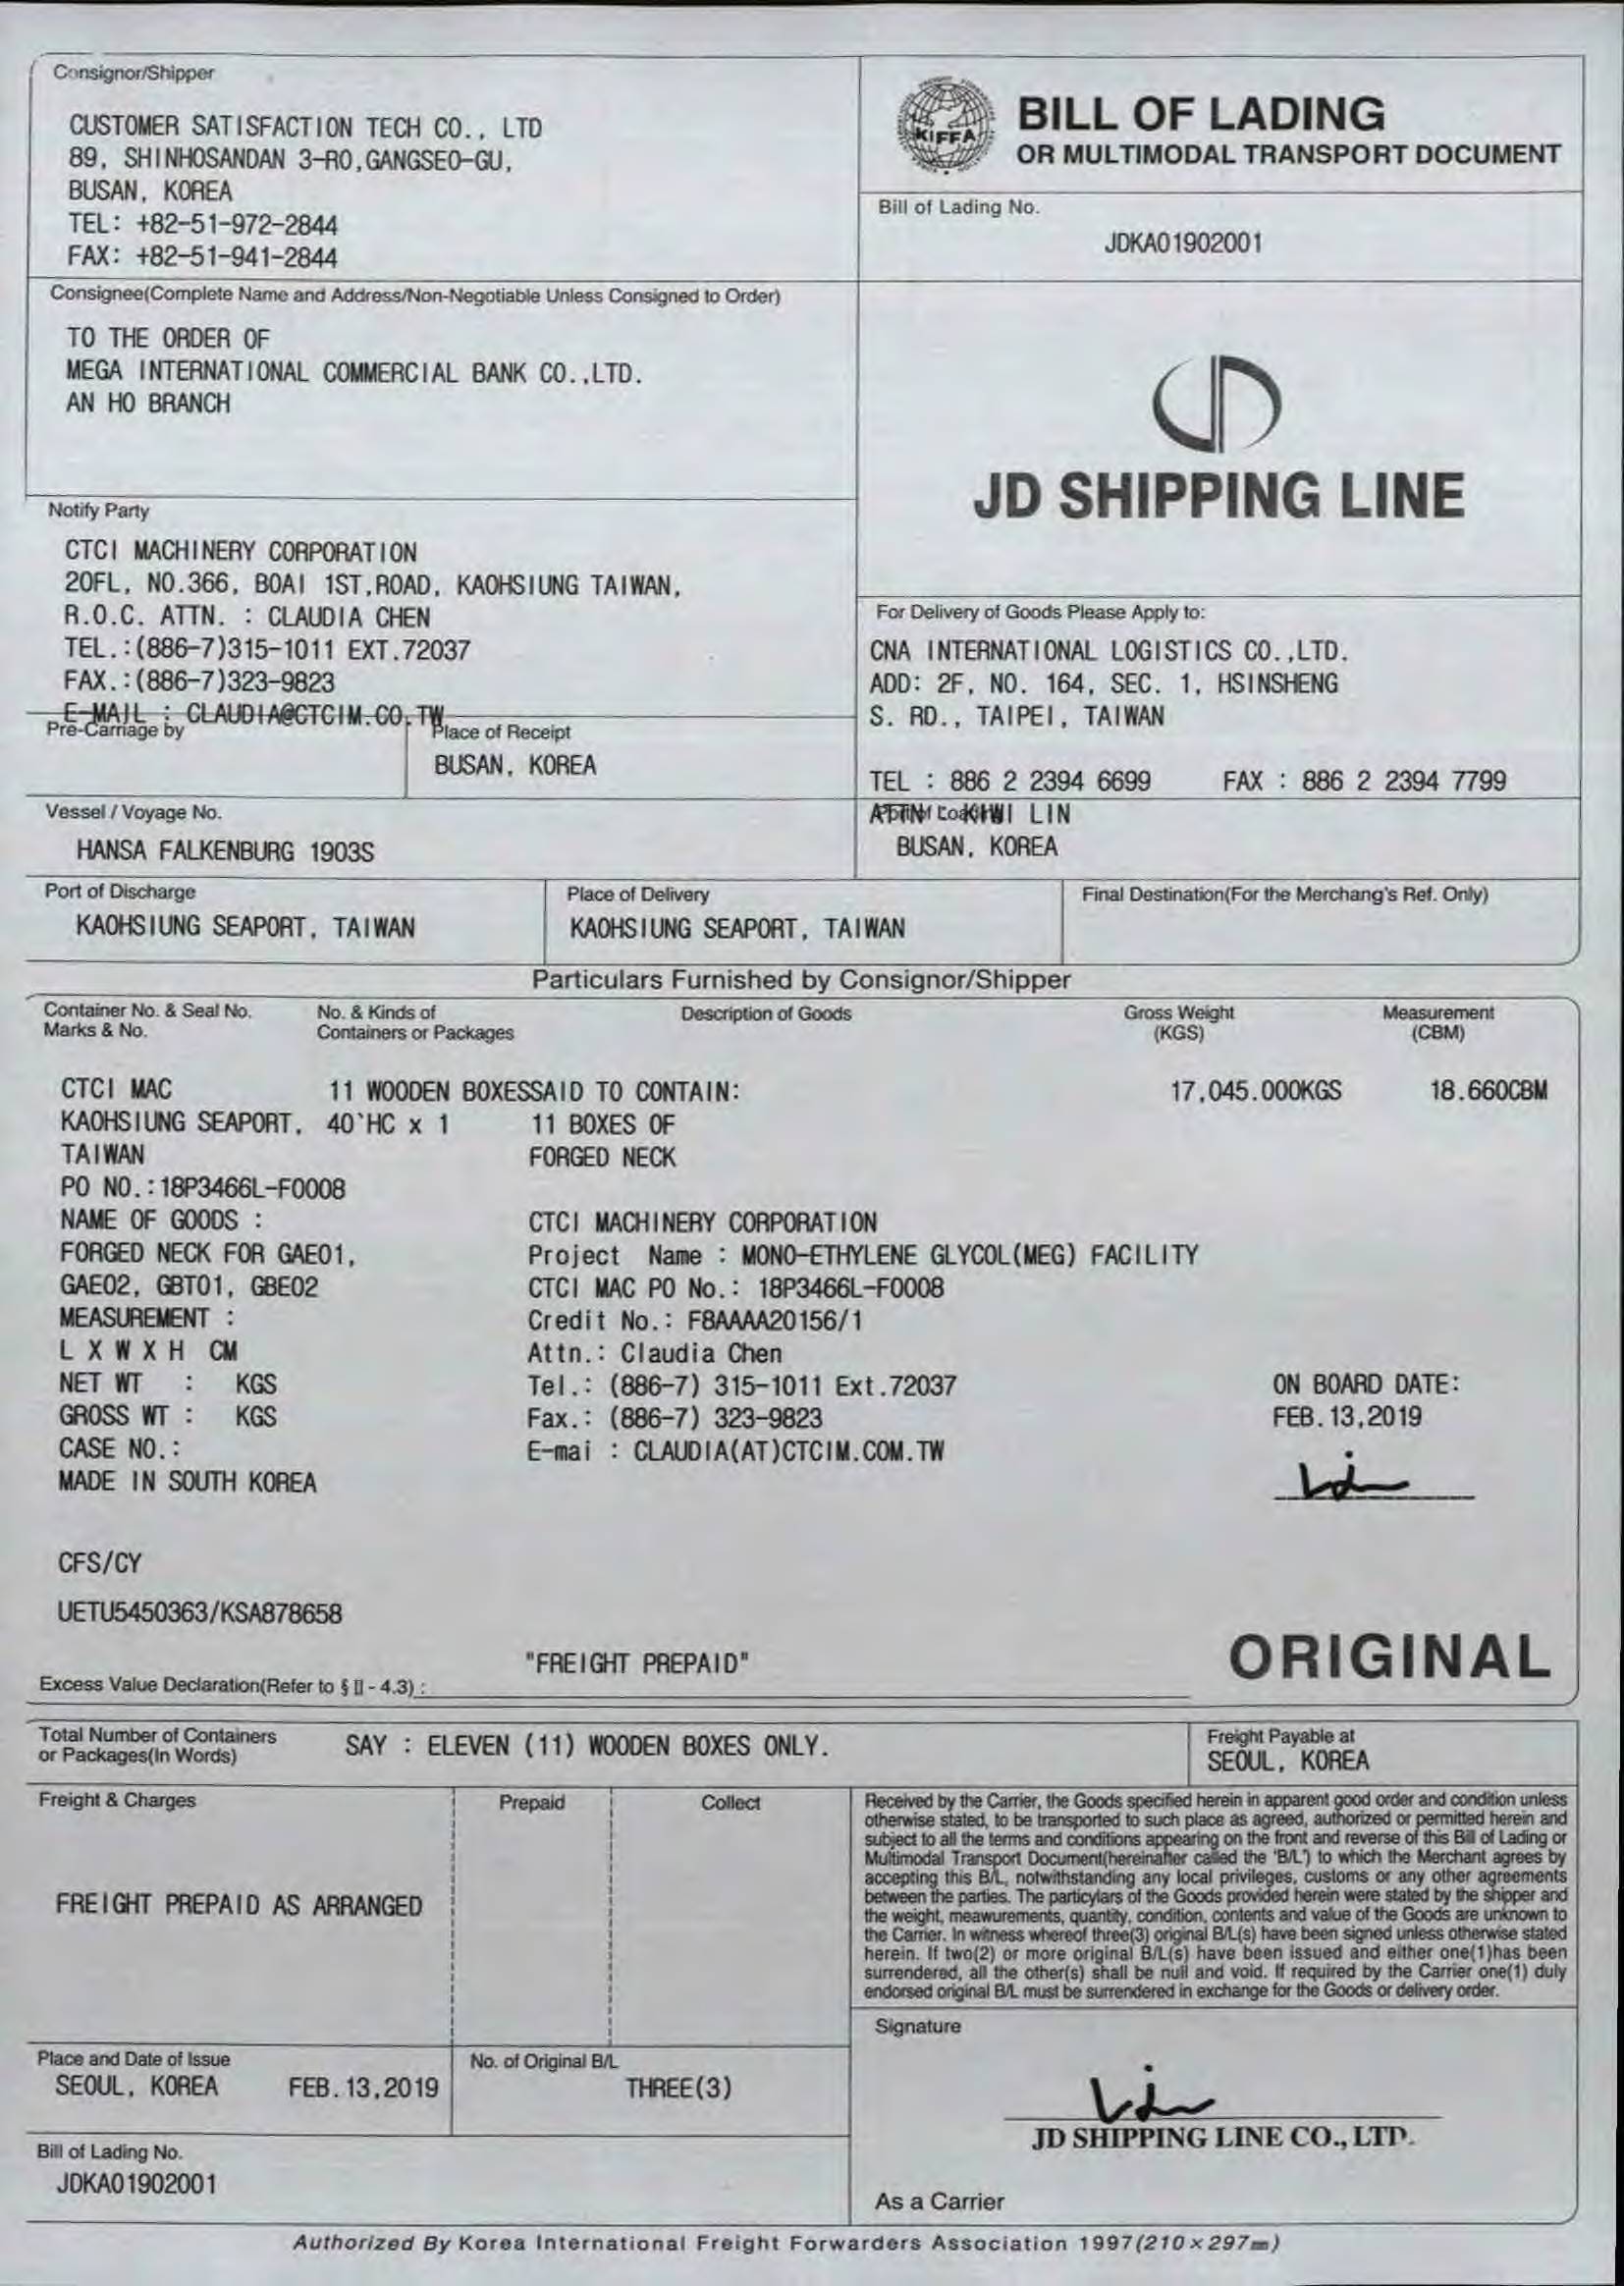 Consignor/Shipper
CUSTOMER SATISFACTION TECH CO., LTD
89, SHINHOSANDAN 3-RO,GANGSEO-GU,
BUSAN, KOREA
TEL: +82-51-972-2844
FAX: +82-51-941-2844
KIFFA
BILL OF LADING
OR MULTIMODAL TRANSPORT DOCUMENT
Bill of Lading No.
JDKA01902001
Consignee(Complete Name and Address/Non-Negotiable Unless Consigned to Order)
TO THE ORDER OF
MEGA INTERNATIONAL COMMERCIAL BANK CO.,LTD.
AN HO BRANCH
JD SHIPPING LINE
Notify Party
CTCI MACHINERY CORPORATION
20FL, NO.366, BOAI 1ST,ROAD, KAOHSIUNG TAIWAN,
R.O.C. ATTN. : CLAUDIA CHEN
TEL.:(886-7)315-1011 EXT.72037
FAX.:(886-7)323-9823
E-MAIL : CLAUDIA@CTCIM.CO.TW
For Delivery of Goods Please Apply to:
CNA INTERNATIONAL LOGISTICS CO.,LTD.
ADD: 2F, NO. 164, SEC. 1, HSINSHENG
S. RD., TAIPEI, TAIWAN
TEL : 886 2 2394 6699 FAX : 886 2 2394 7799
ATTN : KIWI LIN
Pre-Carriage by
Place of Receipt
BUSAN, KOREA
Vessel / Voyage No.
HANSA FALKENBURG 1903S
Port of Loading
BUSAN, KOREA
Port of Discharge
KAOHSIUNG SEAPORT, TAIWAN
Place of Delivery
KAOHSIUNG SEAPORT, TAIWAN
Final Destination(For the Merchang's Ref. Only)
Particulars Furnished by Consignor/Shipper
Container No. & Seal No.
Marks & No.
No. & Kinds of
Containers or Packages
Description of Goods
Gross Weight
(KGS)
Measurement
(CBM)
CTCI MAC 11 WOODEN BOXESSAID TO CONTAIN: 17,045.000KGS 18.660CBM
KAOHSIUNG SEAPORT, 40`HC x 1 11 BOXES OF
TAIWAN FORGED NECK
PO NO.:18P3466L-F0008
NAME OF GOODS : CTCI MACHINERY CORPORATION
FORGED NECK FOR GAE01, Project Name : MONO-ETHYLENE GLYCOL(MEG) FACILITY
GAE02, GBT01, GBE02 CTCI MAC PO No.: 18P3466L-F0008
MEASUREMENT : Credit No.: F8AAAA20156/1
L X W X H CM Attn.: Claudia Chen
NET WT : KGS Tel.: (886-7) 315-1011 Ext.72037 ON BOARD DATE:
GROSS WT : KGS Fax.: (886-7) 323-9823 FEB.13,2019
CASE NO.: E-mai : CLAUDIA(AT)CTCIM.COM.TW
MADE IN SOUTH KOREA
CFS/CY
UETU5450363/KSA878658
"FREIGHT PREPAID"
ORIGINAL
Excess Value Declaration(Refer to § II - 4.3) :
Total Number of Containers
or Packages(In Words)
SAY : ELEVEN (11) WOODEN BOXES ONLY.
Freight Payable at
SEOUL, KOREA
Freight & Charges
Prepaid
Collect
FREIGHT PREPAID AS ARRANGED
Received by the Carrier, the Goods specified herein in apparent good order and condition unless
otherwise stated, to be transported to such place as agreed, authorized or permitted herein and
subject to all the terms and conditions appearing on the front and reverse of this Bill of Lading or
Multimodal Transport Document(hereinafter called the 'B/L') to which the Merchant agrees by
accepting this B/L, notwithstanding any local privileges, customs or any other agreements
between the parties. The particylars of the Goods provided herein were stated by the shipper and
the weight, meawurements, quantity, condition, contents and value of the Goods are unknown to
the Carrier. In witness whereof three(3) original B/L(s) have been signed unless otherwise stated
herein. If two(2) or more original B/L(s) have been issued and either one(1)has been
surrendered, all the other(s) shall be null and void. If required by the Carrier one(1) duly
endorsed original B/L must be surrendered in exchange for the Goods or delivery order.
Place and Date of Issue
SEOUL, KOREA FEB.13,2019
No. of Original B/L
THREE(3)
Signature
JD SHIPPING LINE CO., LTD.
Bill of Lading No.
JDKA01902001
As a Carrier
Authorized By Korea International Freight Forwarders Association 1997(210×297㎜)